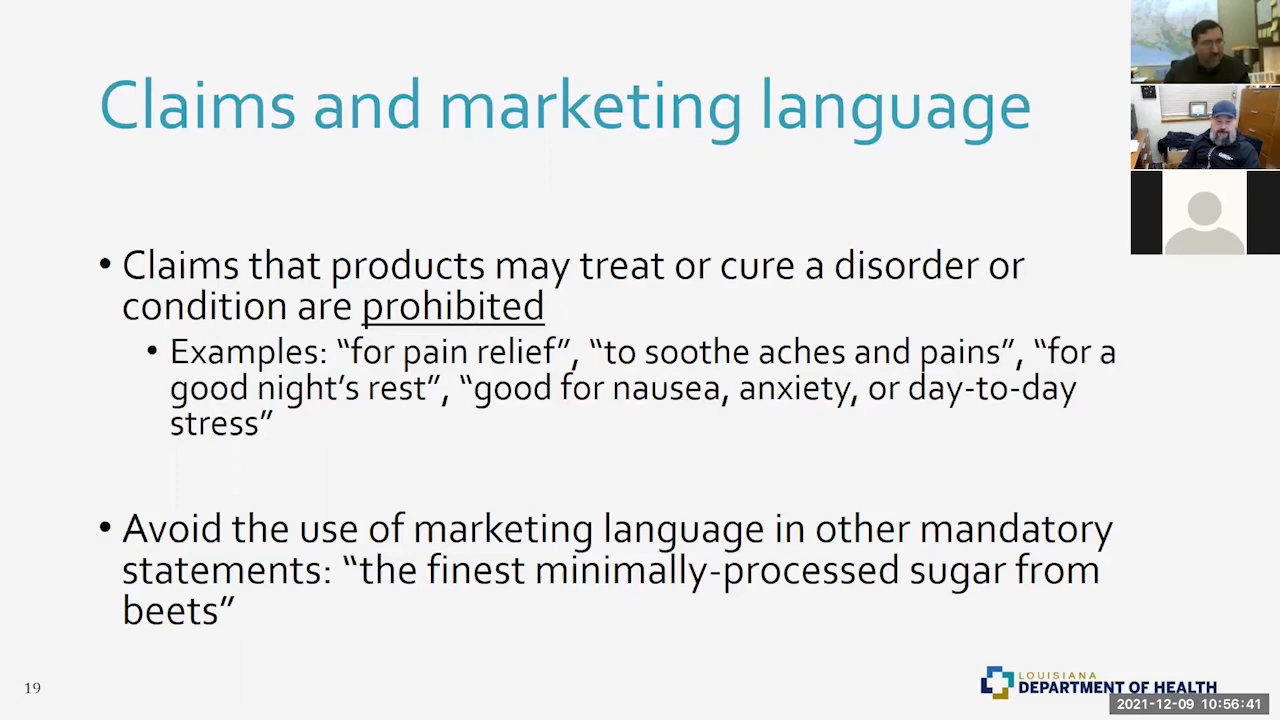 Claims and marketing language
• Claims that products may treat or cure a disorder or
condition are prohibited
• Examples: “for pain relief”, “to soothe aches and pains”, “for a
good night’s rest”, “good for nausea, anxiety, or day-to-day
stress”
• Avoid the use of marketing language in other mandatory
statements: “the finest minimally-processed sugar from
beets”
19
LOUISIANA
DEPARTMENT OF HEALTH
2021-12-09 10:56:41